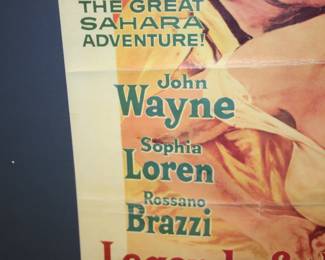 THE GREAT
SAHARA
ADVENTURE!
John
Wayne
Sophia
Loren
Rossano
Brazzi